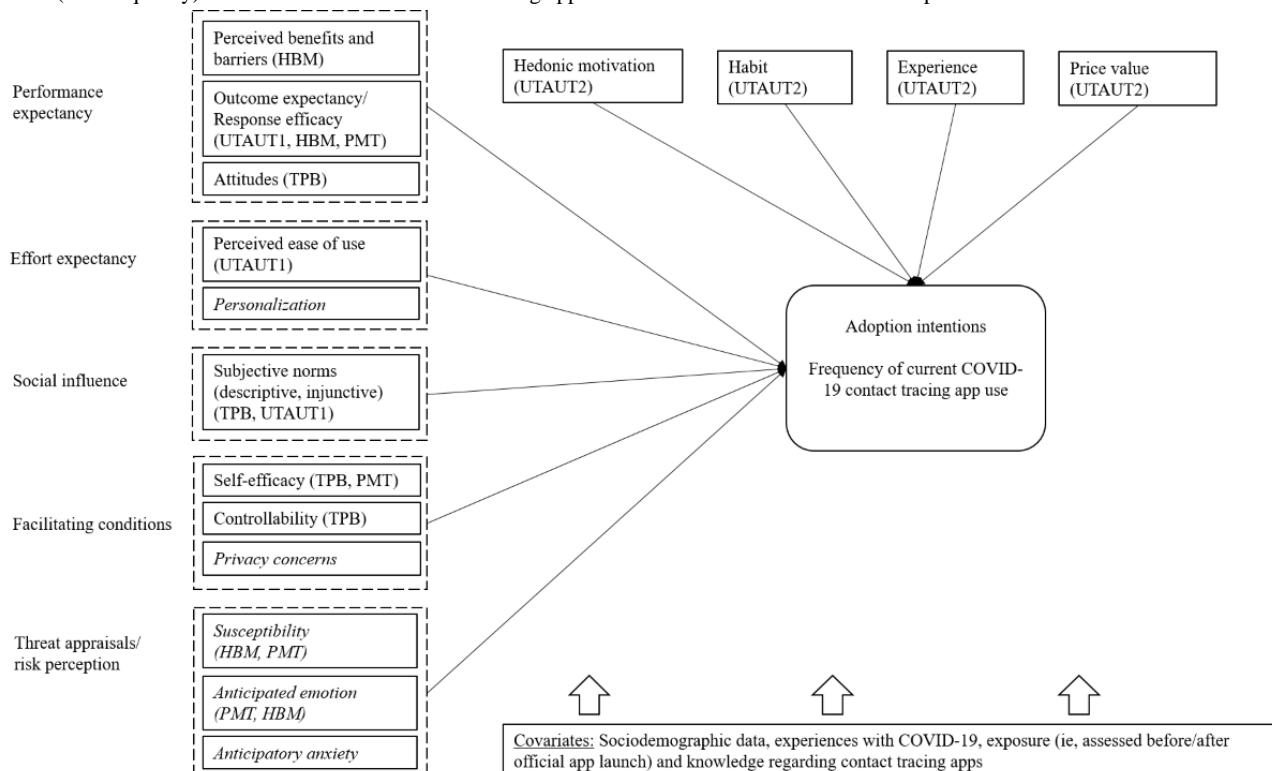 Performance
expectancy
Perceived benefits and
barriers (HBM)
Outcome expectancy/
Response efficacy
(UTAUT1, HBM, PMT)
Attitudes (TPB)
Effort expectancy
Perceived ease of use
(UTAUT1)
Personalization
Social influence
Subjective norms
(descriptive, injunctive)
(TPB, UTAUT1)
Facilitating conditions
Self-efficacy (TPB, PMT)
Controllability (TPB)
Privacy concerns
Threat appraisals/
risk perception
Susceptibility
(HBM, PMT)
Anticipated emotion
(PMT, HBM)
Anticipatory anxiety
Hedonic motivation
(UTAUT2)
Habit
(UTAUT2)
Experience
(UTAUT2)
Price value
(UTAUT2)
Adoption intentions
Frequency of current COVID-
19 contact tracing app use
Covariates: Sociodemographic data, experiences with COVID-19, exposure (ie, assessed before/after
official app launch) and knowledge regarding contact tracing apps